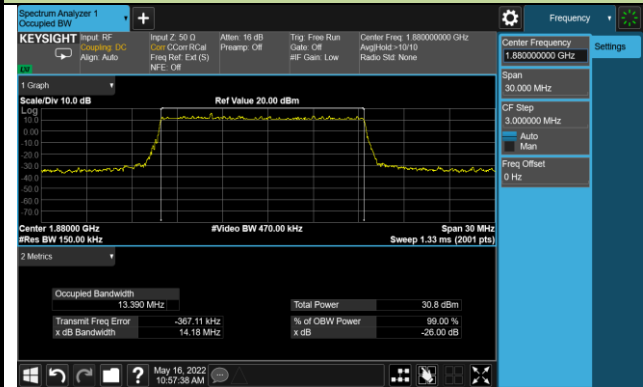 Spectrum Analyzer 1
Occupied BW
Frequency
KEYSIGHT
Input: RF
Coupling: DC
Align: Auto
Input Z: 50 Ω
Corr CCorr RCal
Freq Ref: Ext (S)
NFE: Off
Atten: 16 dB
Preamp: Off
Trig: Free Run
Gate: Off
#IF Gain: Low
Center Freq: 1.880000000 GHz
Avg|Hold:>10/10
Radio Std: None
1 Graph
Scale/Div 10.0 dB
Ref Value 20.00 dBm
Log
10.0
0.00
-10.0
-20.0
-30.0
-40.0
-50.0
-60.0
-70.0
Center 1.88000 GHz
#Video BW 470.00 kHz
Span 30 MHz
#Res BW 150.00 kHz
Sweep 1.33 ms (2001 pts)
2 Metrics
Occupied Bandwidth
13.390 MHz
Total Power
30.8 dBm
Transmit Freq Error
-367.11 kHz
% of OBW Power
99.00 %
x dB Bandwidth
14.18 MHz
x dB
-26.00 dB
Center Frequency
1.880000000 GHz
Settings
Span
30.000 MHz
CF Step
3.000000 MHz
Auto
Man
Freq Offset
0 Hz
?
May 16, 2022
10:57:38 AM